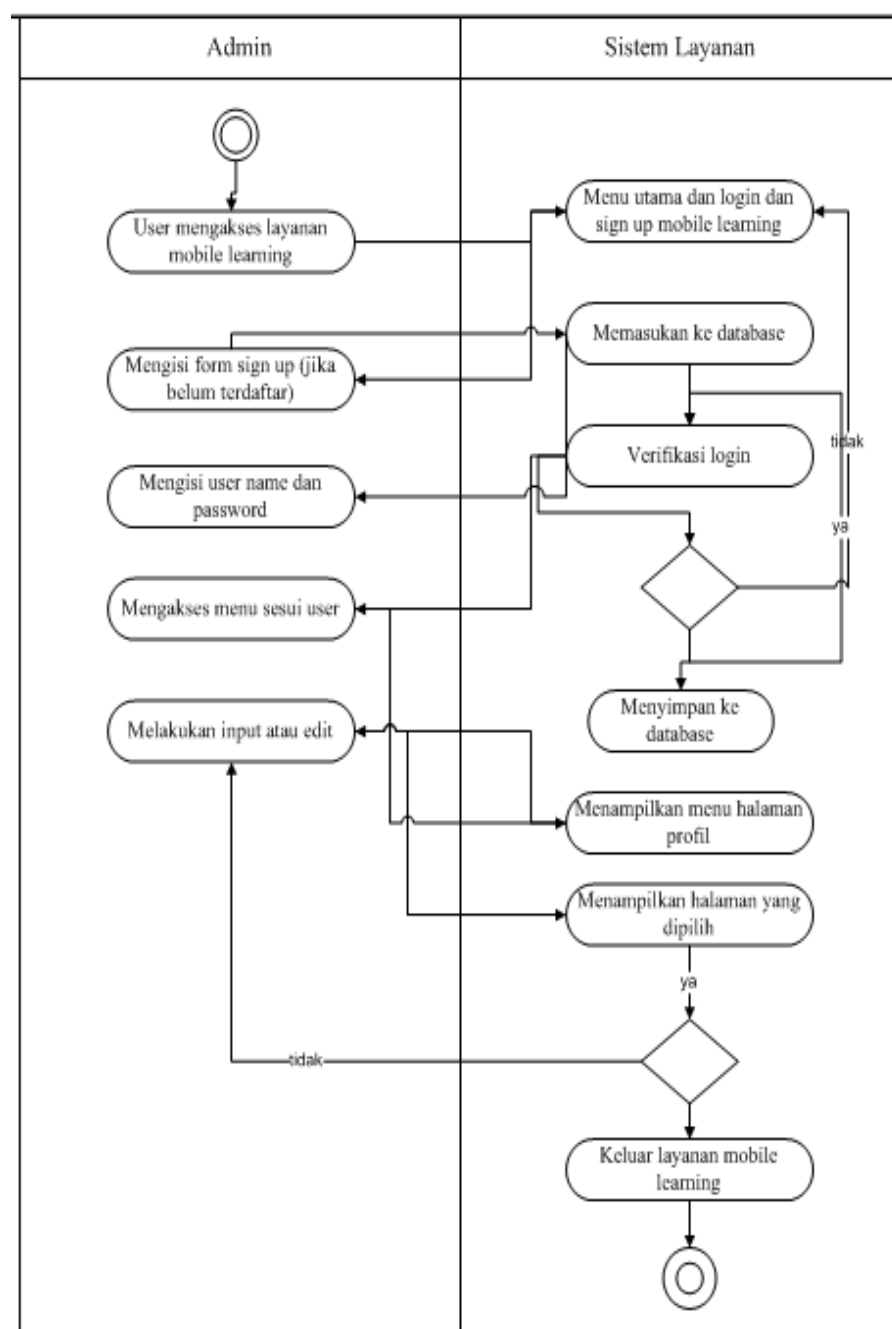 Admin
Sistem Layanan
User mengakses layanan
mobile learning
Menu utama dan login dan
sign up mobile learning
Memasukan ke database
Mengisi form sign up (jika
belum terdaftar)
Verifikasi login
tidak
Mengisi user name dan
password
ya
Mengakses menu sesui user
Menyimpan ke
database
Melakukan input atau edit
Menampilkan menu halaman
profil
Menampilkan halaman yang
dipilih
ya
tidak
Keluar layanan mobile
learning